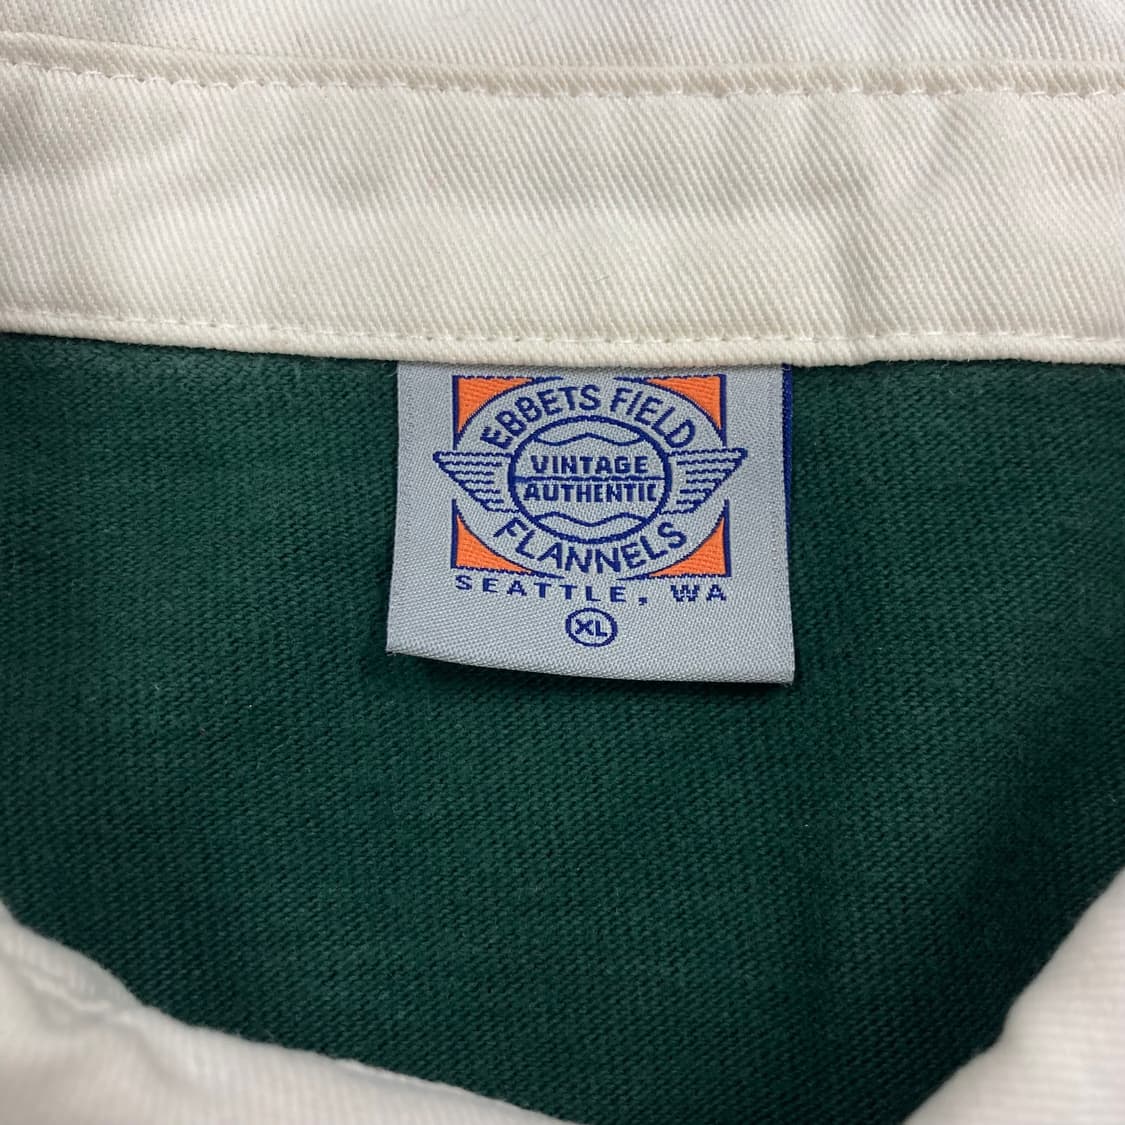 EBBETS FIELD
VINTAGE
AUTHENTIC
FLANNELS
SEATTLE, WA
XL